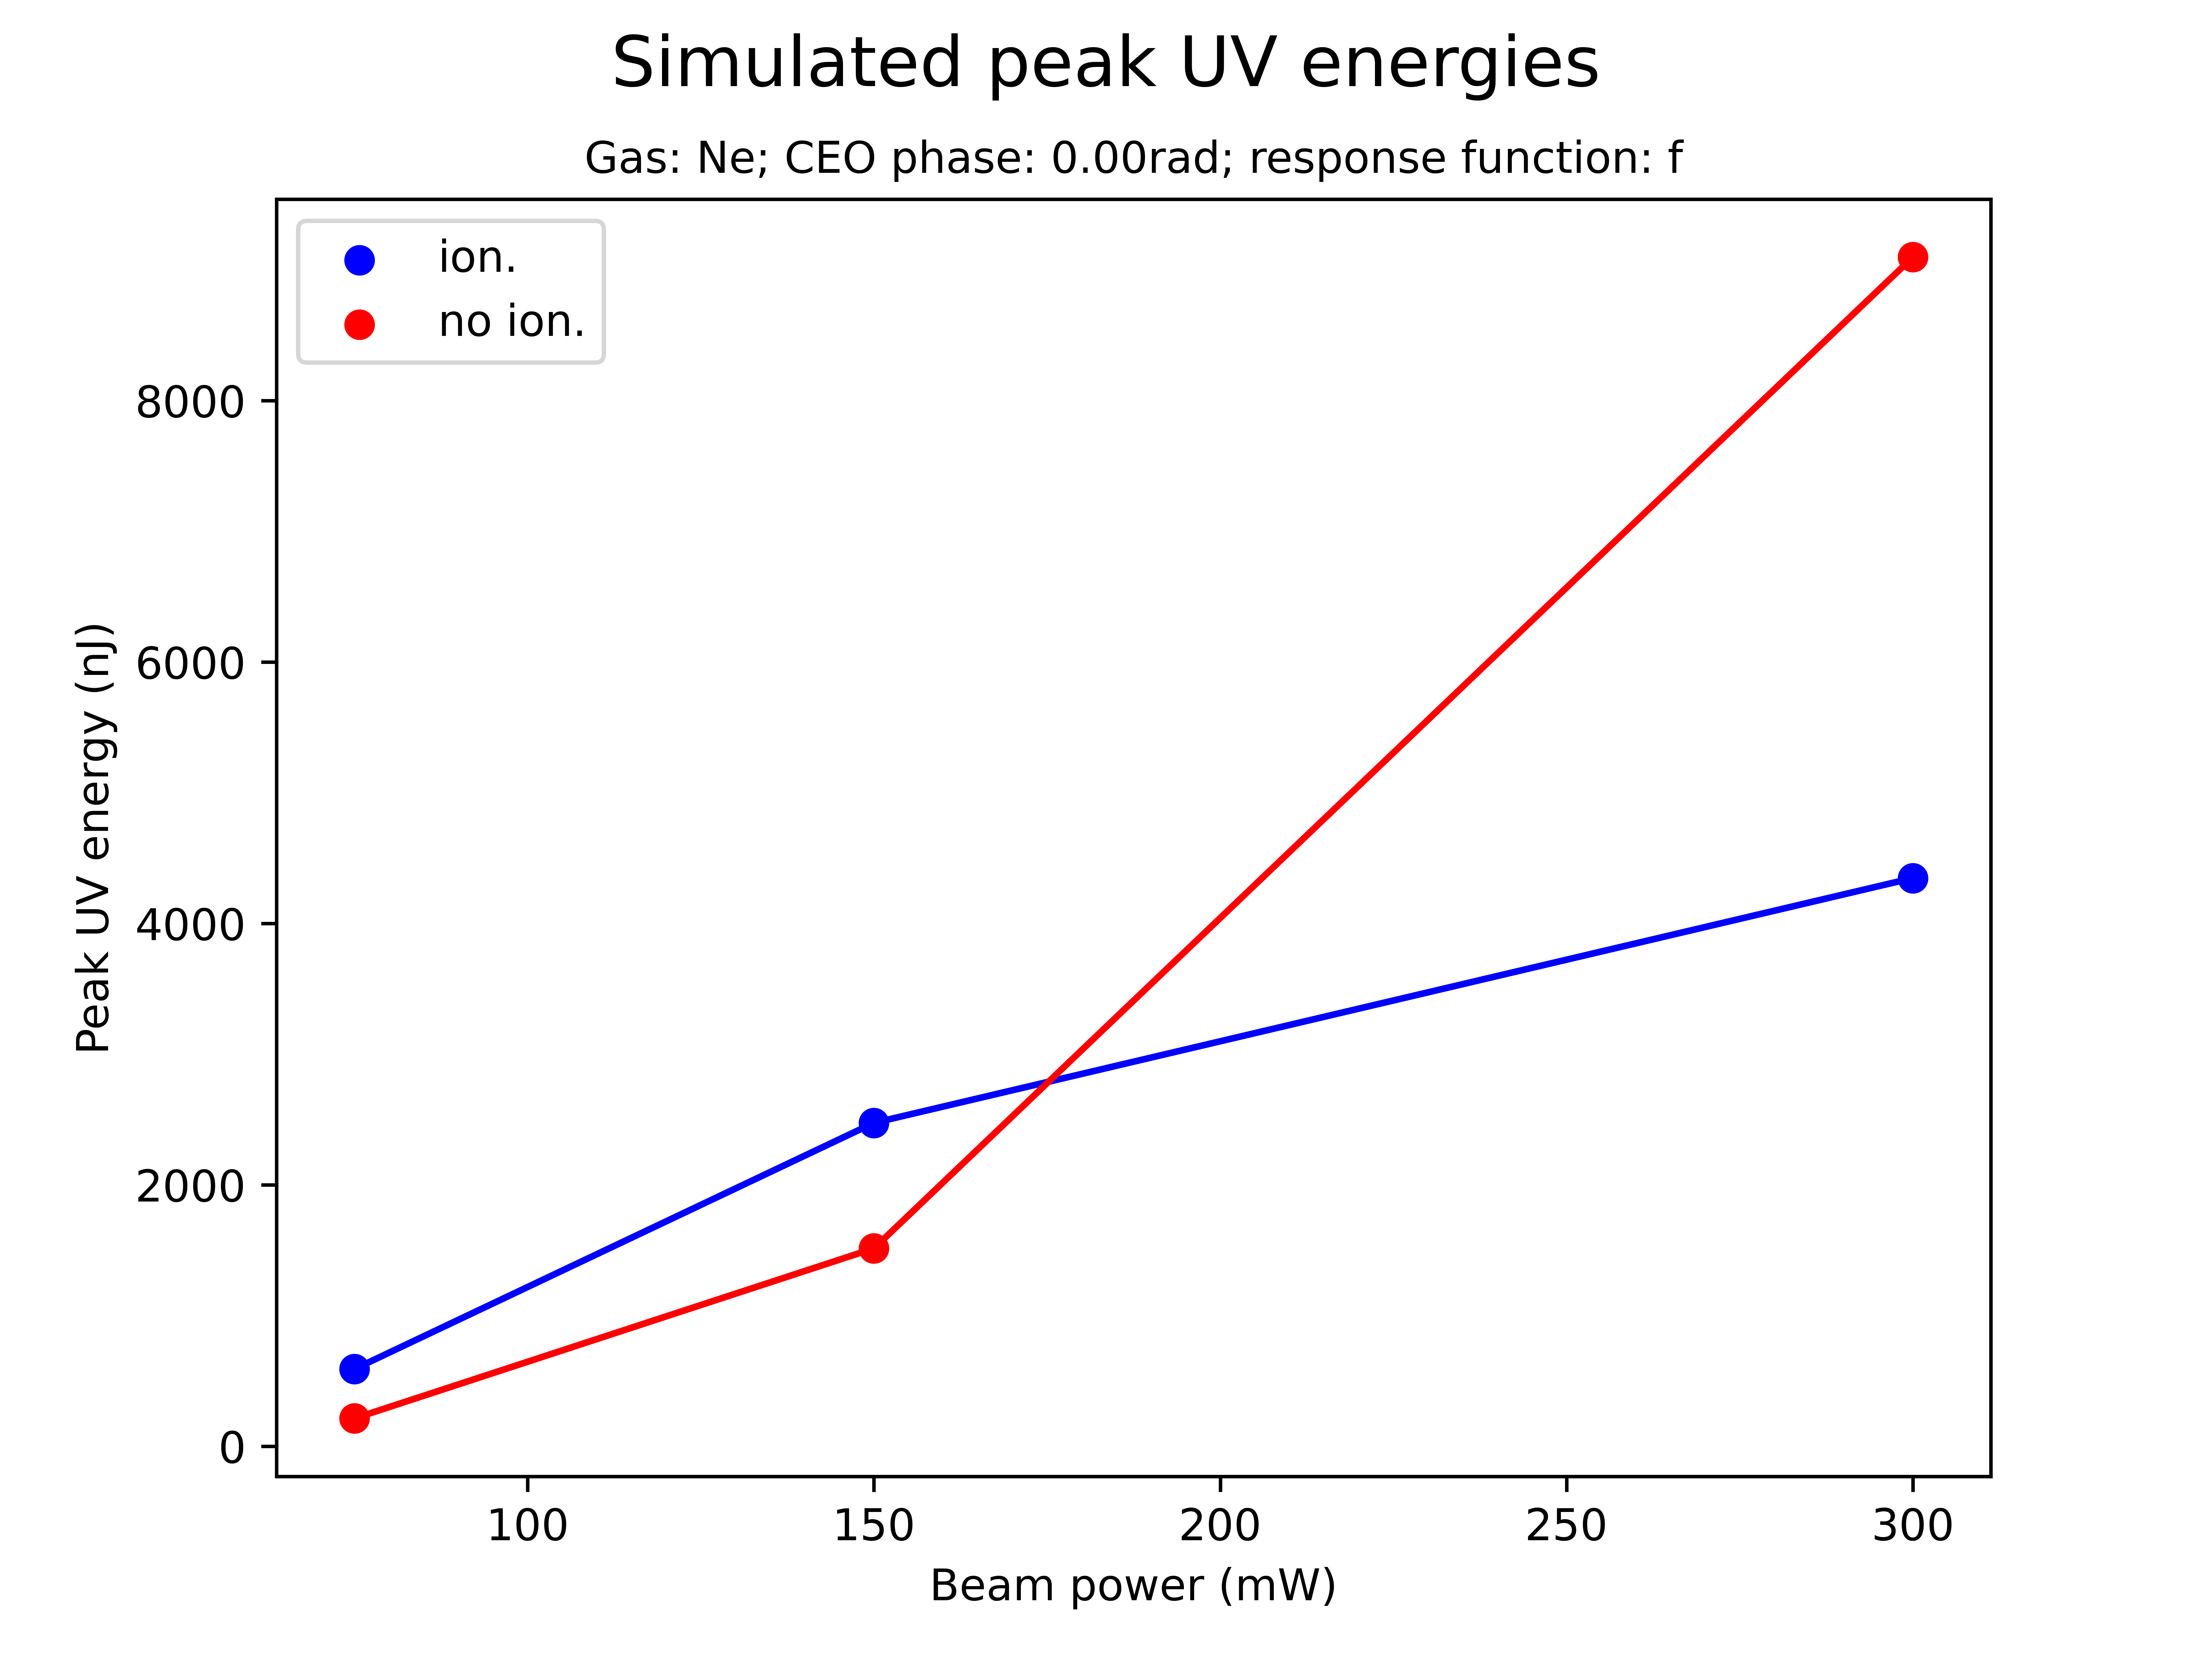 Simulated peak UV energies
Gas: Ne; CEO phase: 0.00rad; response function: f
ion.
no ion.
8000
6000
4000
2000
0
Peak UV energy (nJ)
100 150 200 250 300
Beam power (mW)